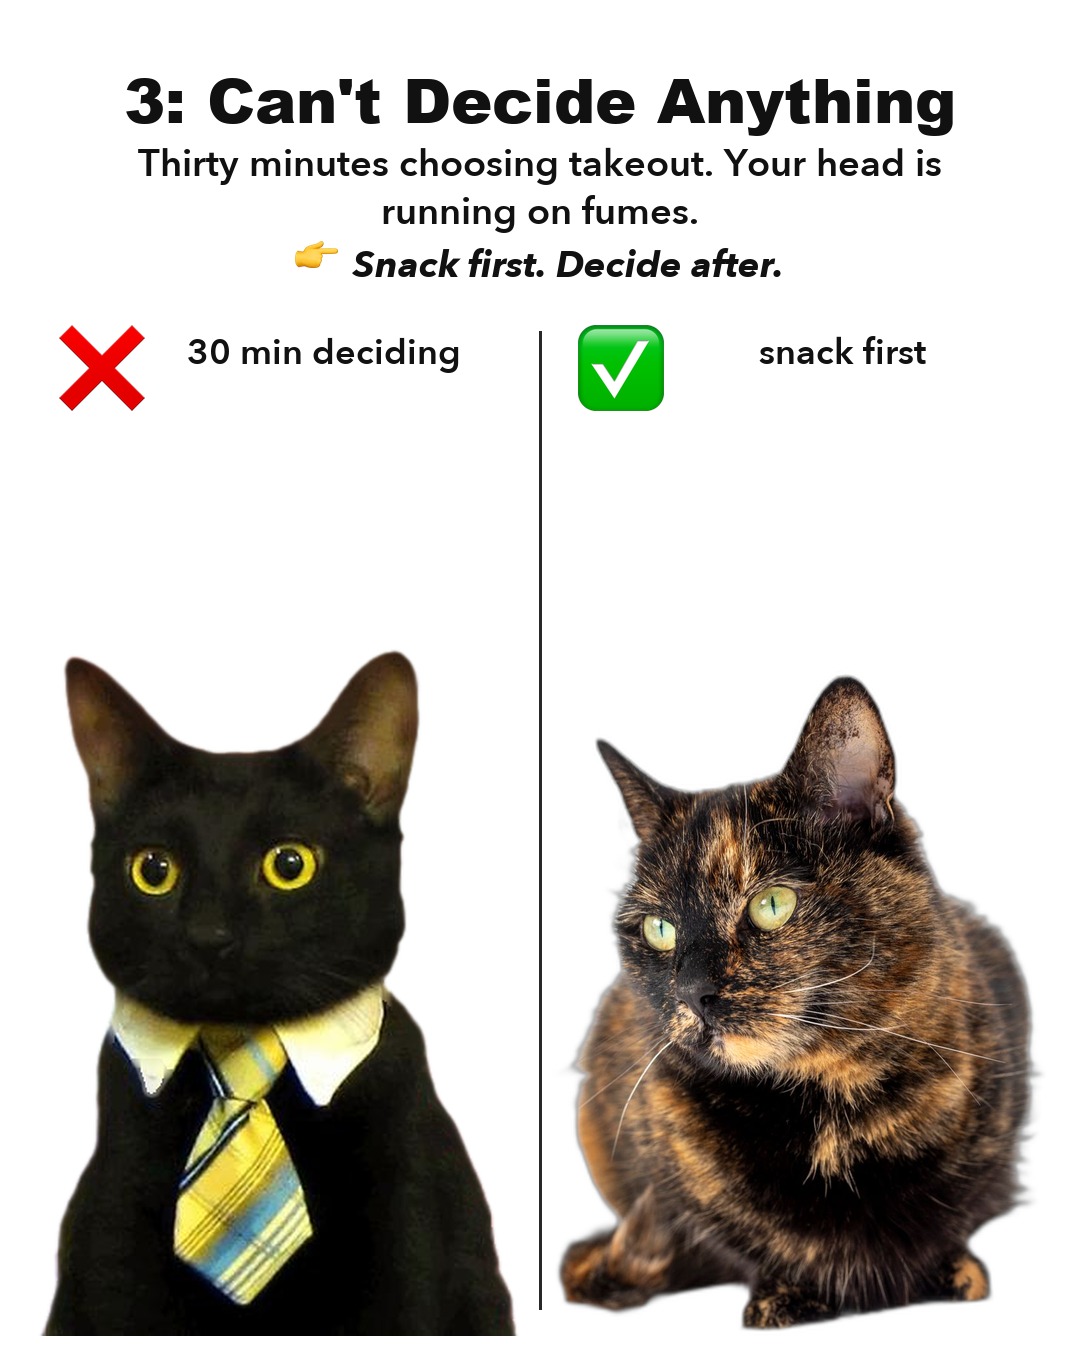 3: Can't Decide Anything
Thirty minutes choosing takeout. Your head is
running on fumes.
👉 Snack first. Decide after.
❌ 30 min deciding
✅ snack first